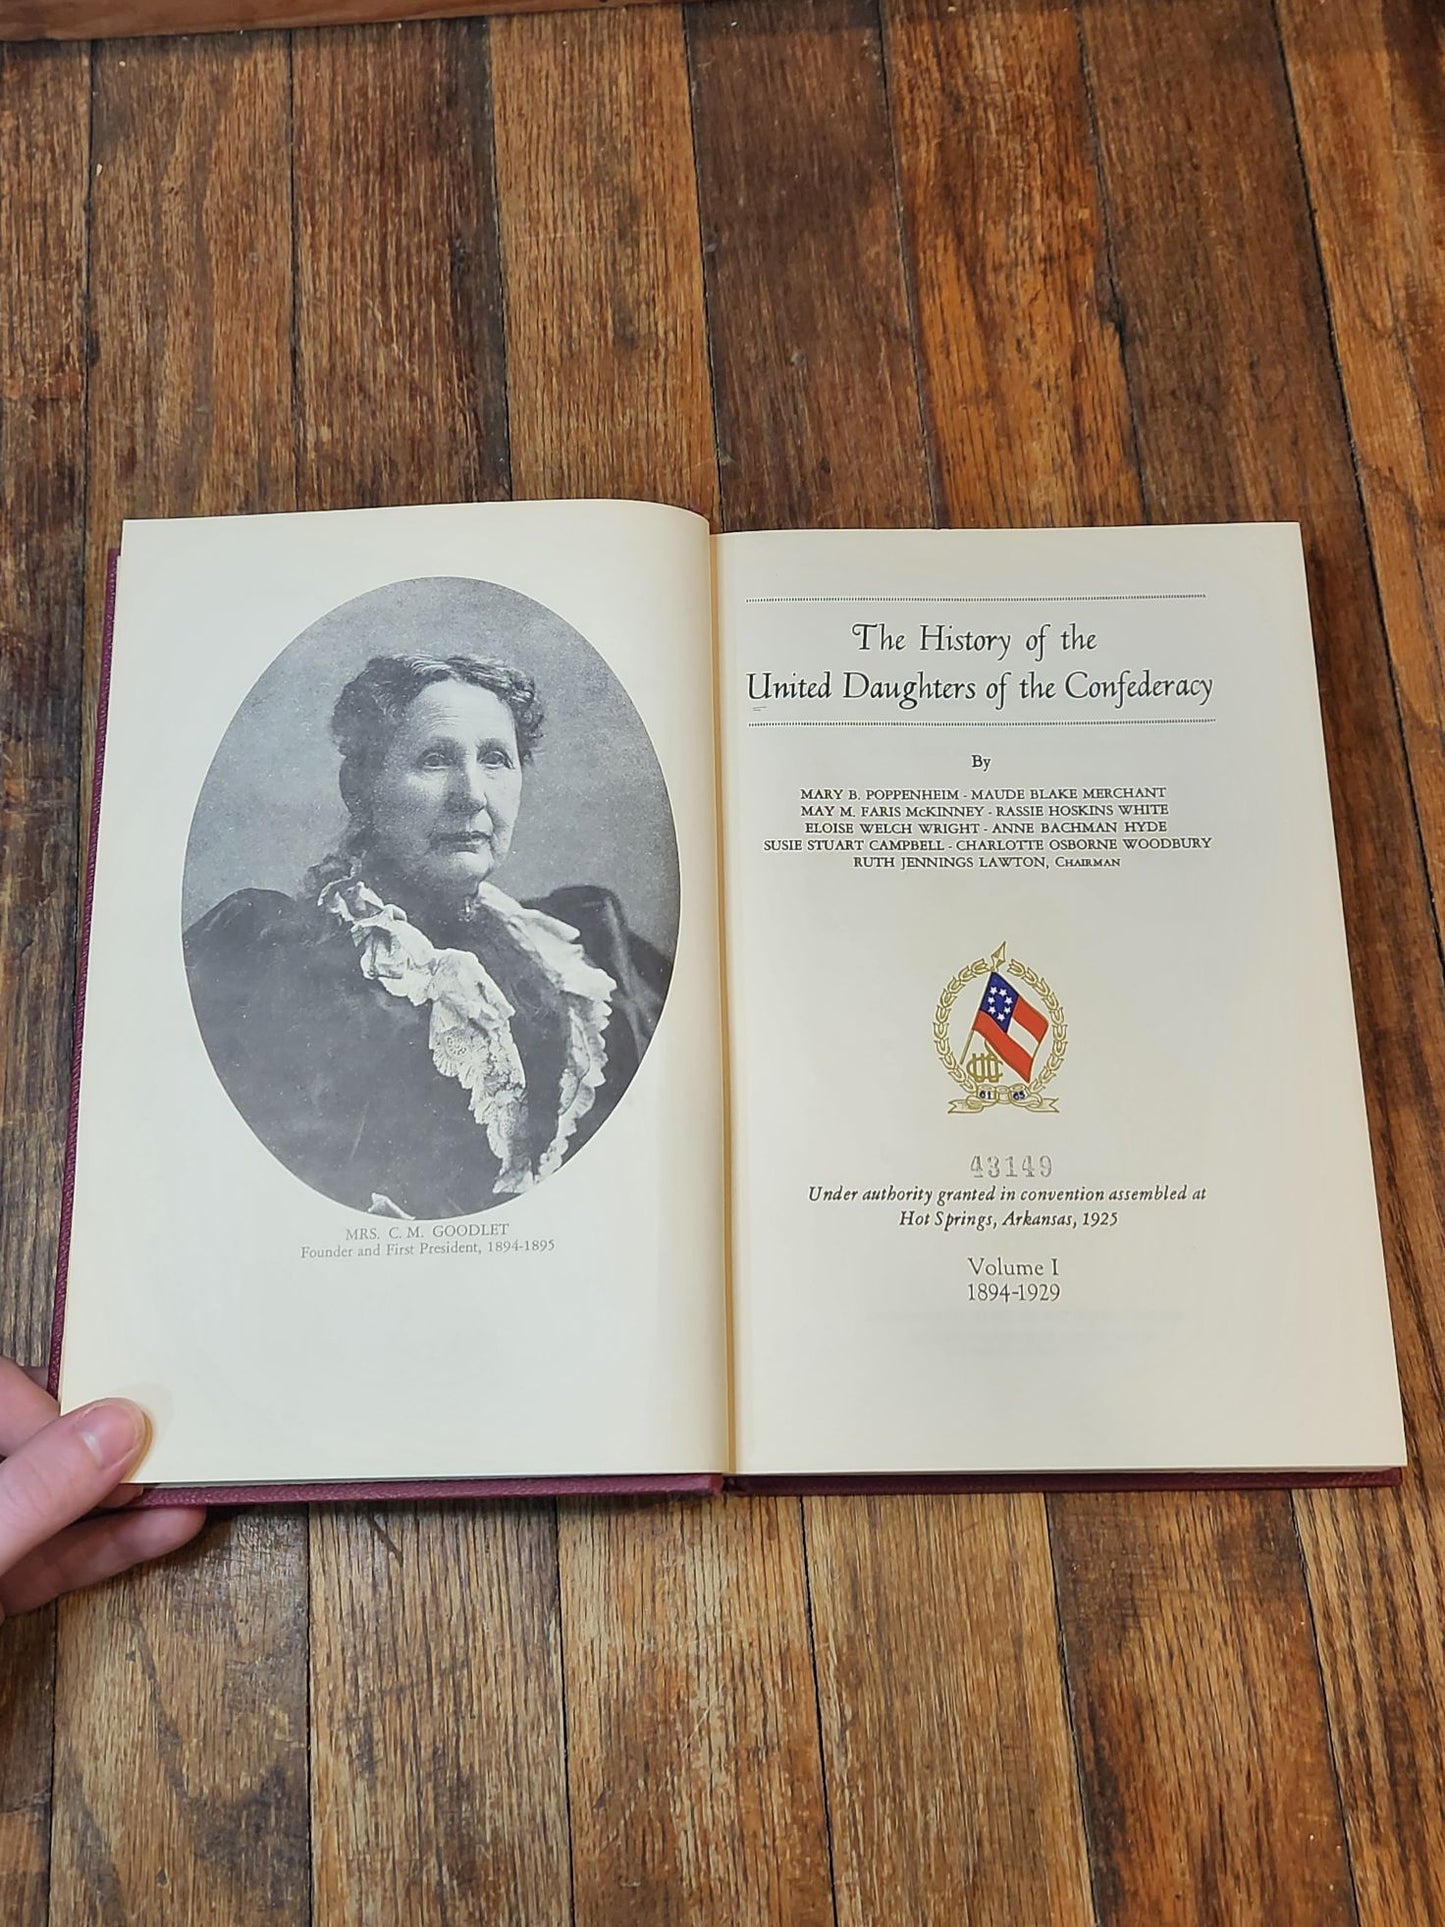 MRS. C. M. GOODLET
Founder and First President, 1894-1895
The History of the
United Daughters of the Confederacy
By
MARY B. POPPENHEIM - MAUDE BLAKE MERCHANT
MAY M. FARIS McKINNEY - RASSIE HOSKINS WHITE
ELOISE WELCH WRIGHT - ANNE BACHMAN HYDE
SUSIE STUART CAMPBELL - CHARLOTTE OSBORNE WOODBURY
RUTH JENNINGS LAWTON, CHAIRMAN
61 65
43149
Under authority granted in convention assembled at
Hot Springs, Arkansas, 1925
Volume I
1894-1929